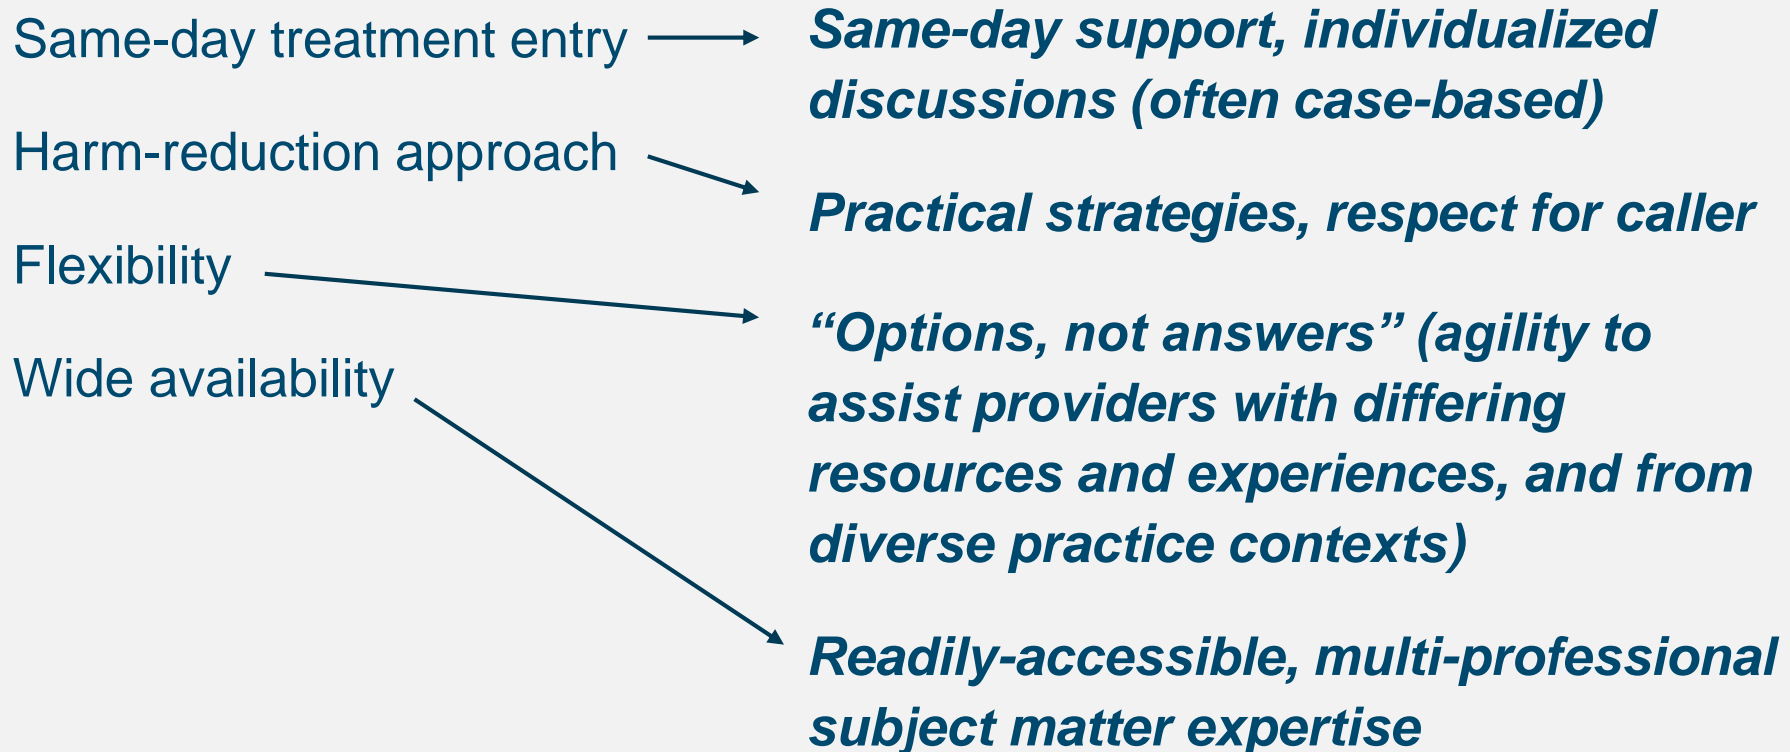 Same-day treatment entry
Same-day support, individualized
discussions (often case-based)
Harm-reduction approach
Practical strategies, respect for caller
Flexibility
“Options, not answers” (agility to
assist providers with differing
resources and experiences, and from
diverse practice contexts)
Wide availability
Readily-accessible, multi-professional
subject matter expertise